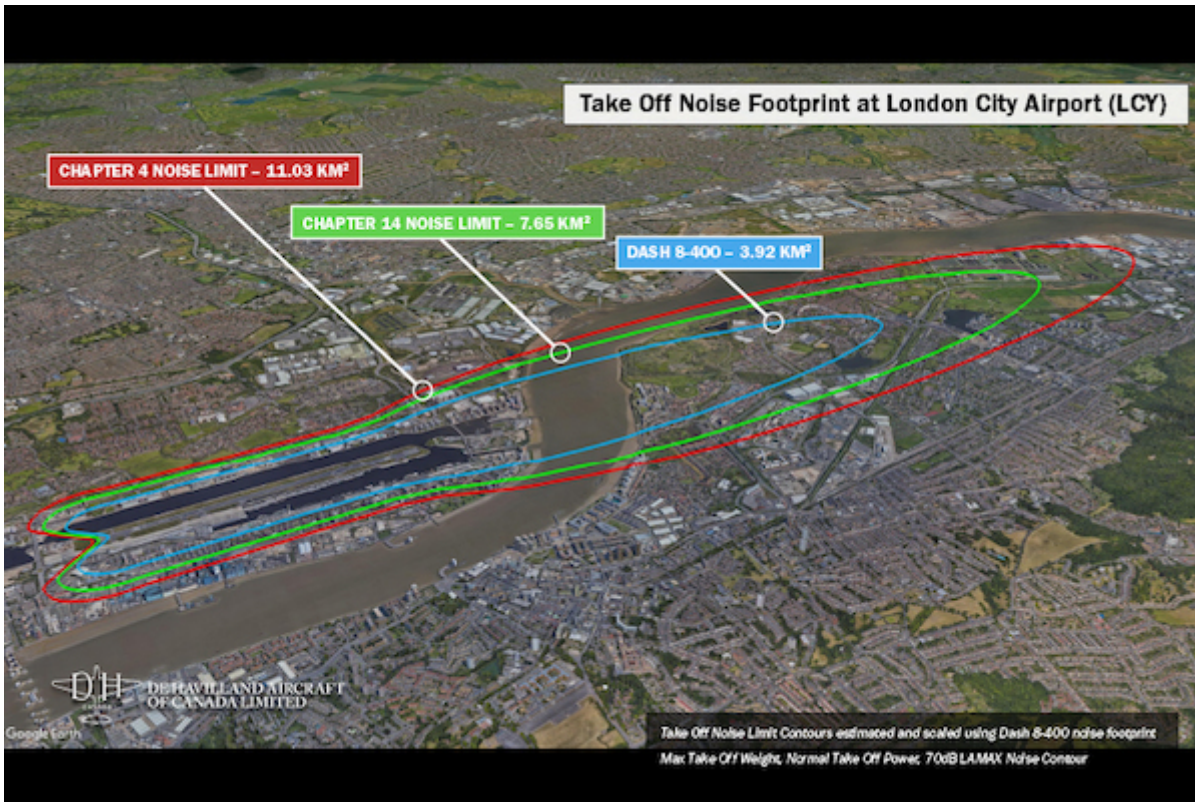 Take Off Noise Footprint at London City Airport (LCY)
CHAPTER 4 NOISE LIMIT – 11.03 KM²
CHAPTER 14 NOISE LIMIT – 7.65 KM²
DASH 8-400 – 3.92 KM²
DE HAVILLAND AIRCRAFT
OF CANADA LIMITED
Google Earth
Take Off Noise Limit Contours estimated and scaled using Dash 8-400 noise footprint
Max Take Off Weight, Normal Take Off Power, 70dB LAMAX Noise Contour